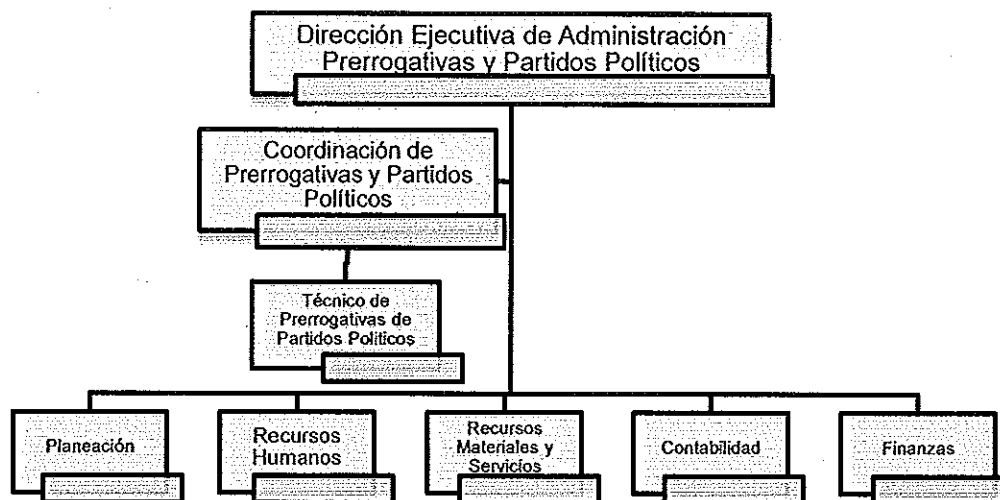 Dirección Ejecutiva de Administración
Prerrogativas y Partidos Políticos
Coordinación de
Prerrogativas y Partidos
Políticos
Técnico de
Prerrogativas de
Partidos Políticos
Planeación
Recursos
Humanos
Recursos
Materiales y
Servicios
Contabilidad
Finanzas